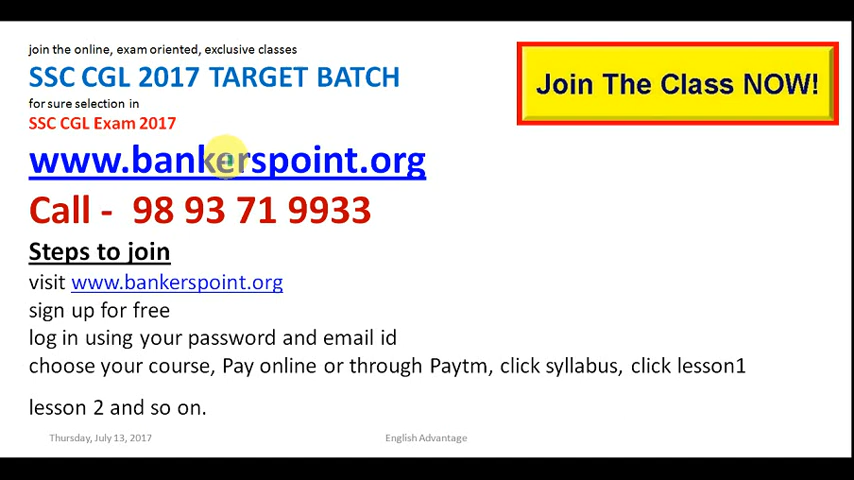 join the online, exam oriented, exclusive classes
SSC CGL 2017 TARGET BATCH
for sure selection in
SSC CGL Exam 2017
www.bankerspoint.org
Call - 98 93 71 9933
Steps to join
visit www.bankerspoint.org
sign up for free
log in using your password and email id
choose your course, Pay online or through Paytm, click syllabus, click lesson1
lesson 2 and so on.
Join The Class NOW!
Thursday, July 13, 2017
English Advantage